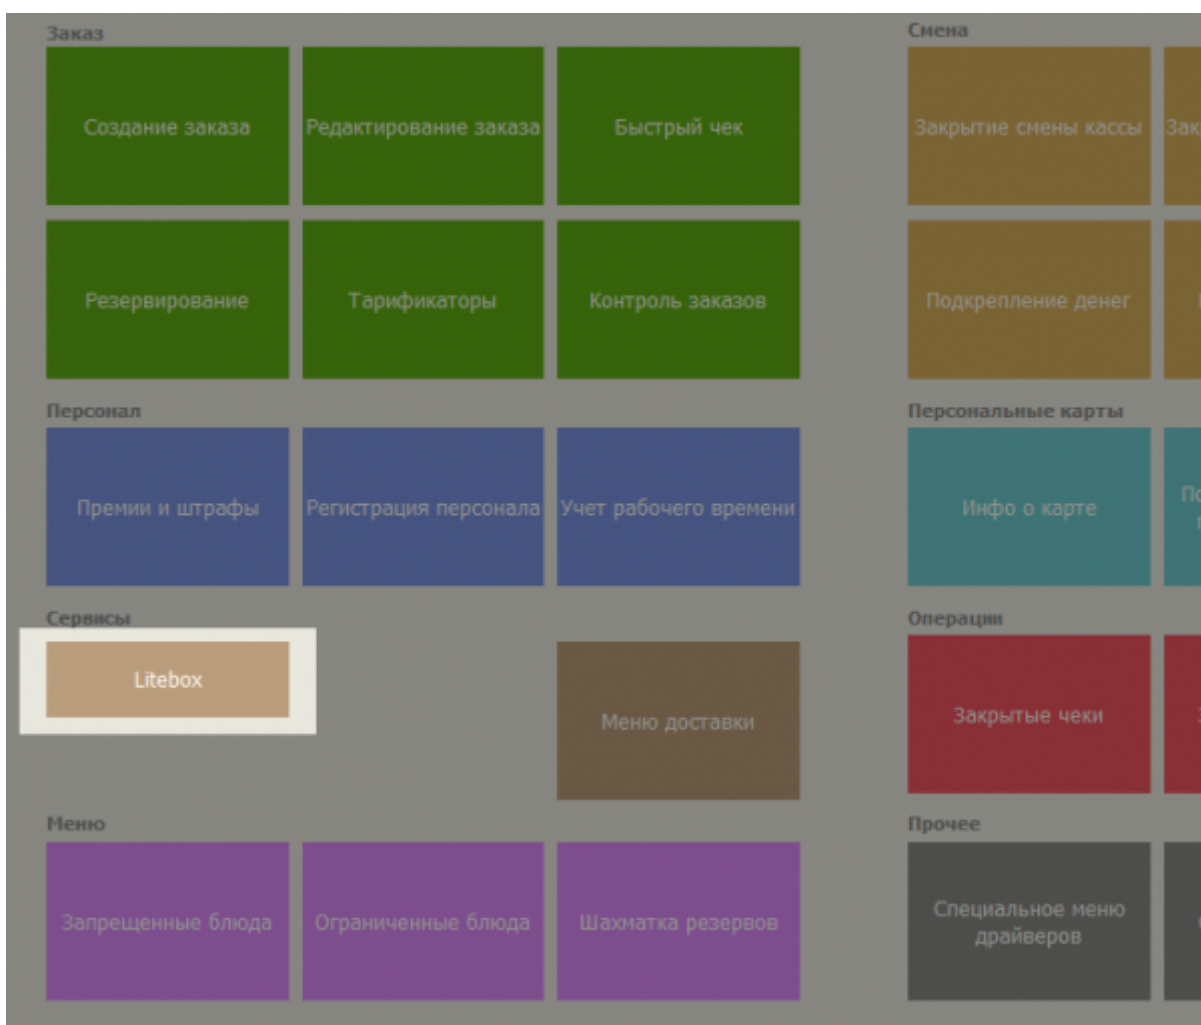 Заказ
Создание заказа
Редактирование заказа
Быстрый чек
Резервирование
Тарификаторы
Контроль заказов
Смена
Закрытие смены кассы
Подкрепление денег
Персонал
Премии и штрафы
Регистрация персонала
Учет рабочего времени
Персональные карты
Инфо о карте
Сервисы
Litebox
Меню доставки
Операции
Закрытые чеки
Меню
Запрещенные блюда
Ограниченные блюда
Шахматка резервов
Прочее
Специальное меню
драйверов